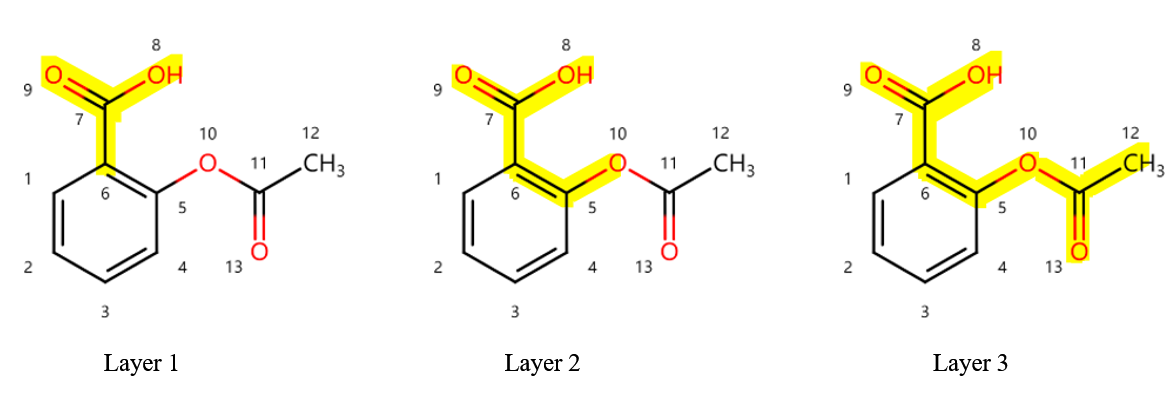 8 8 8
O OH O OH O OH
9 9 9
7 7 7
10 12 10 12 10 12
O 11 CH3 O 11 CH3 O 11 CH3
1 6 5 1 6 5 1 6 5
O O O
2 4 13 2 4 13 2 4 13
3 3 3
Layer 1 Layer 2 Layer 3